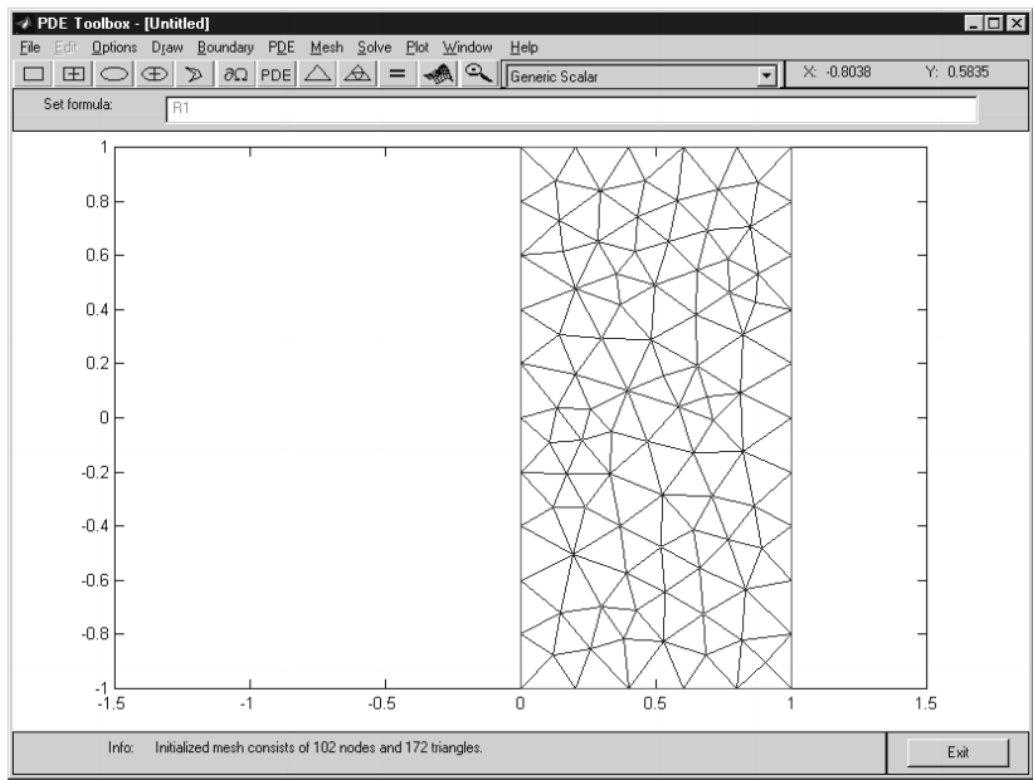 PDE Toolbox - [Untitled]
File Edit Options Draw Boundary PDE Mesh Solve Plot Window Help
∂Ω PDE = Generic Scalar X: -0.8038 Y: 0.5835
Set formula: R1
1
0.8
0.6
0.4
0.2
0
-0.2
-0.4
-0.6
-0.8
-1
-1.5 -1 -0.5 0 0.5 1 1.5
Info: Initialized mesh consists of 102 nodes and 172 triangles.
Exit